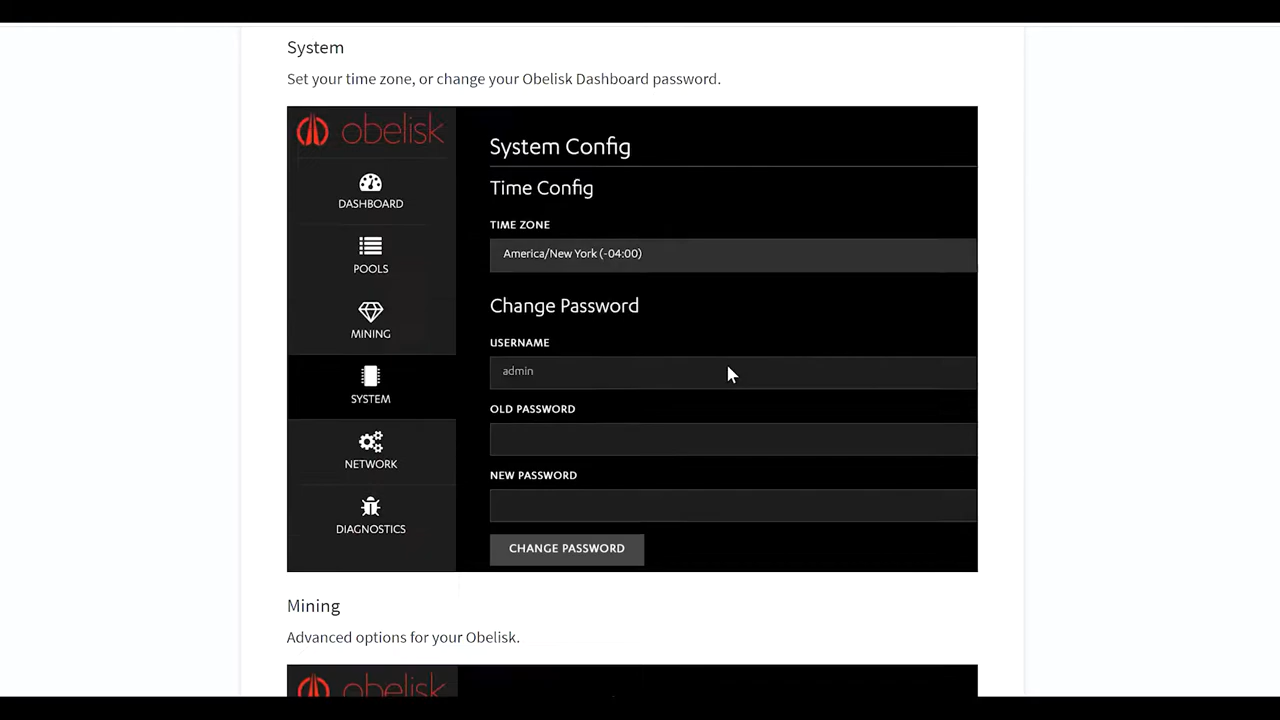 System
Set your time zone, or change your Obelisk Dashboard password.
obelisk
DASHBOARD
POOLS
MINING
SYSTEM
NETWORK
DIAGNOSTICS
System Config
Time Config
TIME ZONE
America/New York (-04:00)
Change Password
USERNAME
admin
OLD PASSWORD
NEW PASSWORD
CHANGE PASSWORD
Mining
Advanced options for your Obelisk.
obelisk